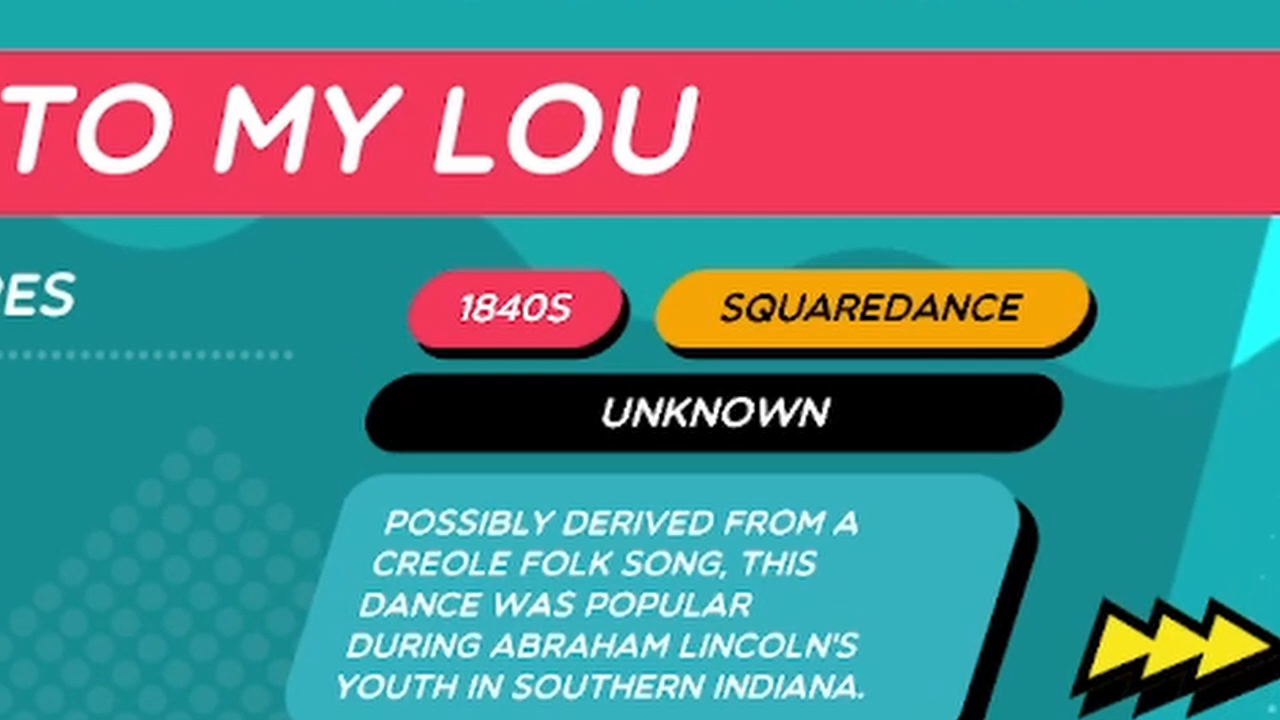 TO MY LOU
ES
1840S
SQUAREDANCE
UNKNOWN
POSSIBLY DERIVED FROM A
CREOLE FOLK SONG, THIS
DANCE WAS POPULAR
DURING ABRAHAM LINCOLN'S
YOUTH IN SOUTHERN INDIANA.